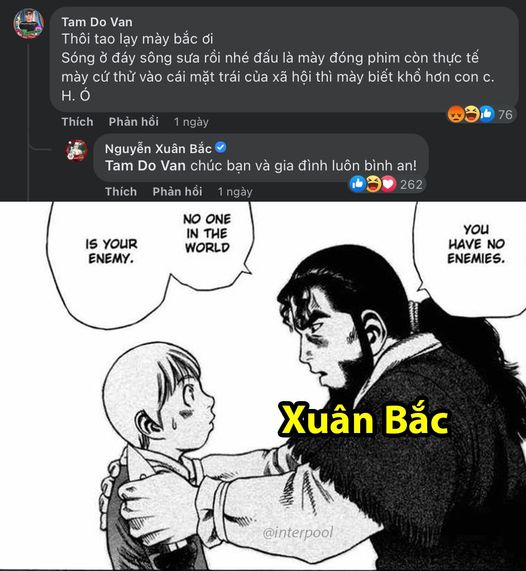 Tam Do Van
Thôi tao lạy mày bắc ơi
Sóng ở đáy sông sưa rồi nhé đấu là mày đóng phim còn thực tế
mày cứ thử vào cái mặt trái của xã hội thì mày biết khổ hơn con c.
H. Ó
Thích Phản hồi 1 ngày
76
Nguyễn Xuân Bắc
Tam Do Van chúc bạn và gia đình luôn bình an!
Thích Phản hồi 1 ngày
262
YOU
HAVE NO
ENEMIES.
NO ONE
IN THE
WORLD
IS YOUR
ENEMY.
Xuân Bắc
@interpool